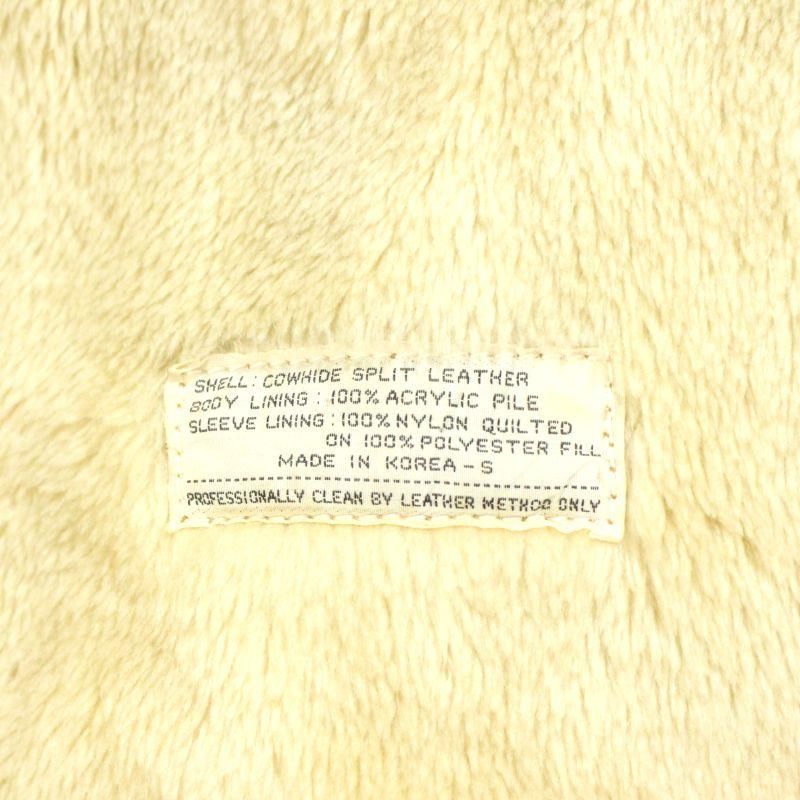 SHELL: COWHIDE SPLIT LEATHER
BODY LINING: 100% ACRYLIC PILE
SLEEVE LINING: 100% NYLON QUILTED
ON 100% POLYESTER FILL
MADE IN KOREA-S
PROFESSIONALLY CLEAN BY LEATHER METHOD ONLY